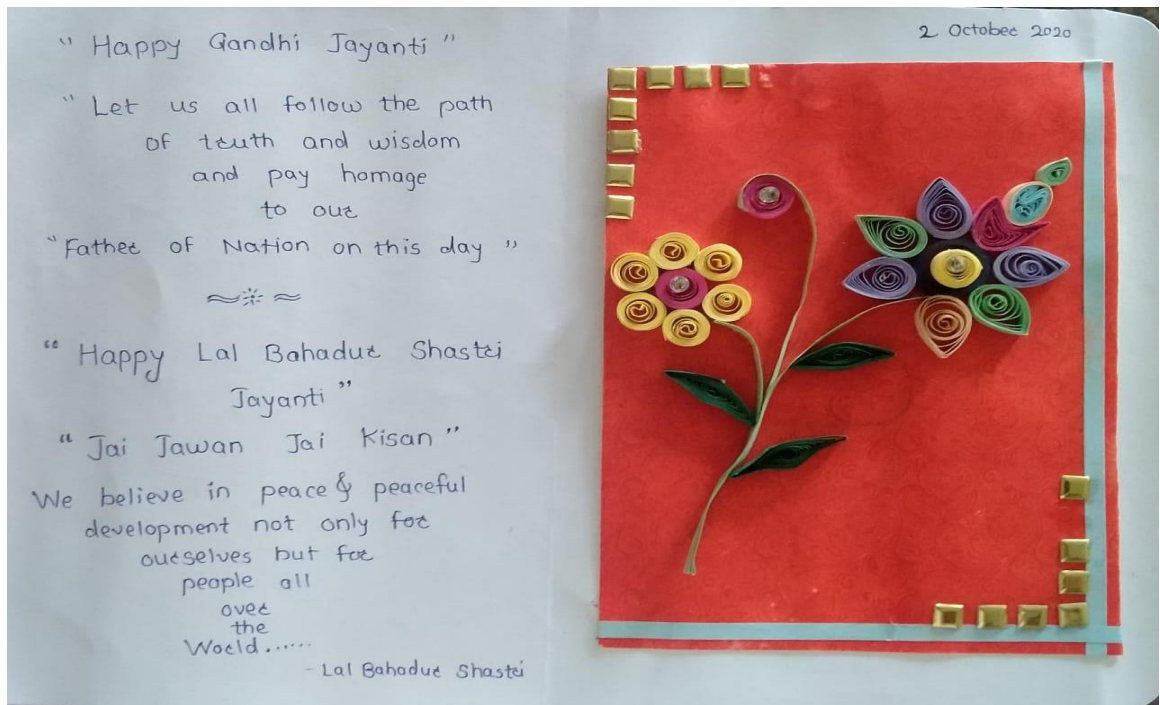 2 October 2020
" Happy Gandhi Jayanti "
" Let us all follow the path
of truth and wisdom
and pay homage
to our
"Father of Nation on this day "
" Happy Lal Bahadur Shastri
Jayanti "
" Jai Jawan Jai Kisan "
We believe in peace & peaceful
development not only for
ourselves but for
people all
over
the
World......
- Lal Bahadur Shastri